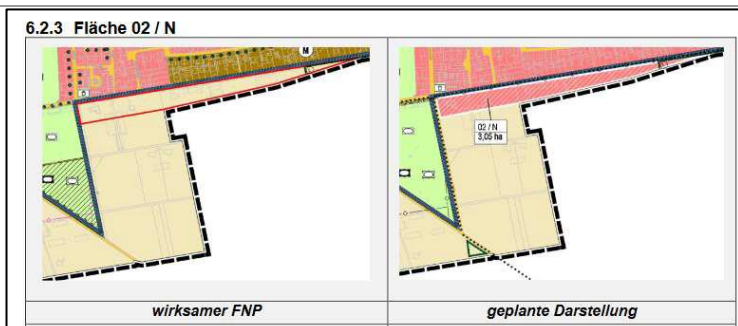 6.2.3 Fläche 02 / N
M
02 / N
3,05 ha
wirksamer FNP
geplante Darstellung